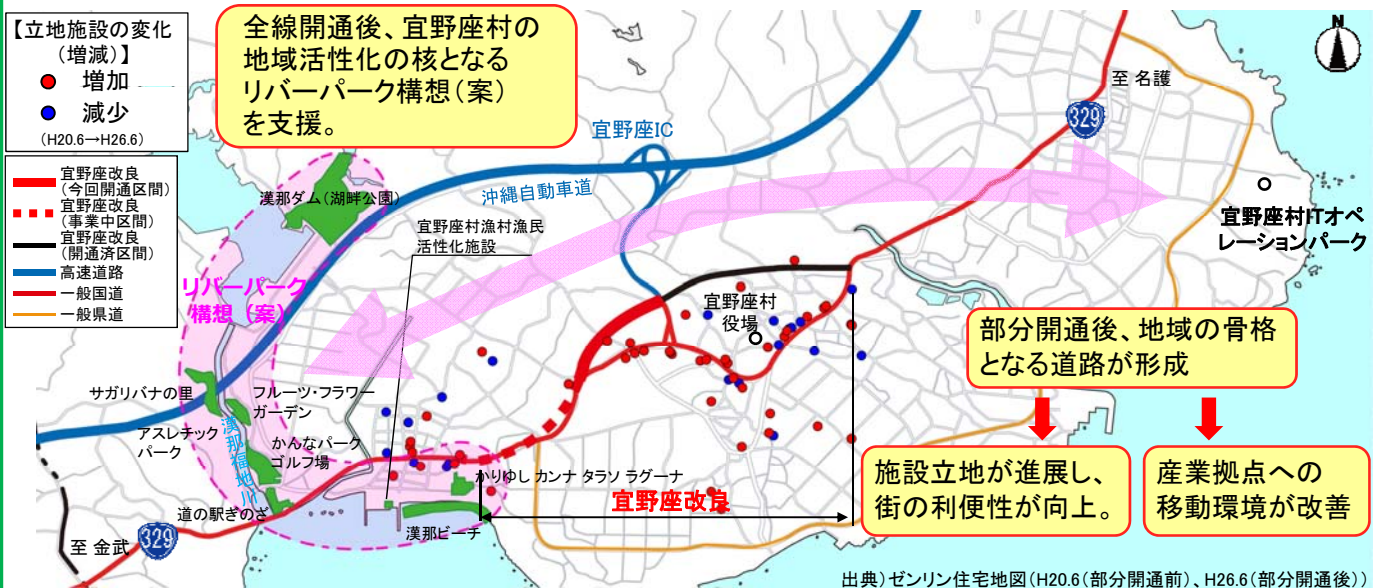 【立地施設の変化
(増減)】
増加
減少
(H20.6→H26.6)
宜野座改良
(今回開通区間)
宜野座改良
(事業中区間)
宜野座改良
(開通済区間)
高速道路
一般国道
一般県道
全線開通後、宜野座村の
地域活性化の核となる
リバーパーク構想(案)
を支援。
N
至 名護
329
宜野座IC
沖縄自動車道
漢那ダム(湖畔公園)
宜野座村漁村漁民
活性化施設
宜野座村ITオペ
レーションパーク
リバーパーク
構想(案)
宜野座村
役場
部分開通後、地域の骨格
となる道路が形成
サガリバナの里
フルーツ・フラワー
ガーデン
アスレチック
パーク
漢那福地川
かんなパーク
ゴルフ場
かりゆし カンナ タラソ ラグーナ
宜野座改良
施設立地が進展し、
街の利便性が向上。
産業拠点への
移動環境が改善
道の駅ぎのざ
漢那ビーチ
至 金武
329
出典)ゼンリン住宅地図(H20.6(部分開通前)、H26.6(部分開通後))